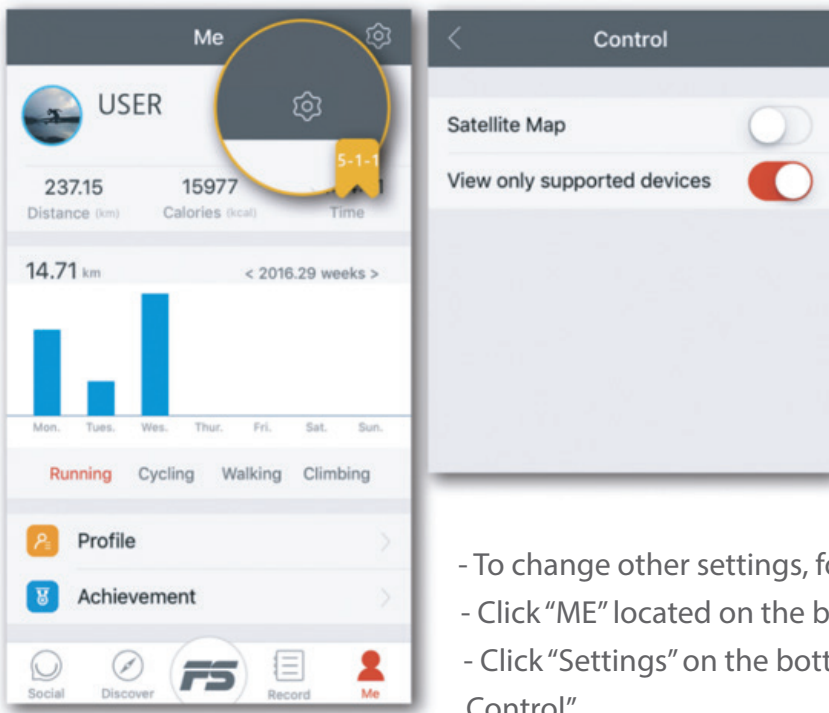 Me
USER
5-1-1
237.15 15977
Distance (km) Calories (kcal) Time
14.71 km < 2016.29 weeks >
Mon. Tues. Wes. Thur. Fri. Sat. Sun.
Running Cycling Walking Climbing
Profile
Achievement
FS
Social Discover Record Me
Control
Satellite Map
View only supported devices
- To change other settings,
- Click “ME” located on the
- Click “Settings” on the
Control”